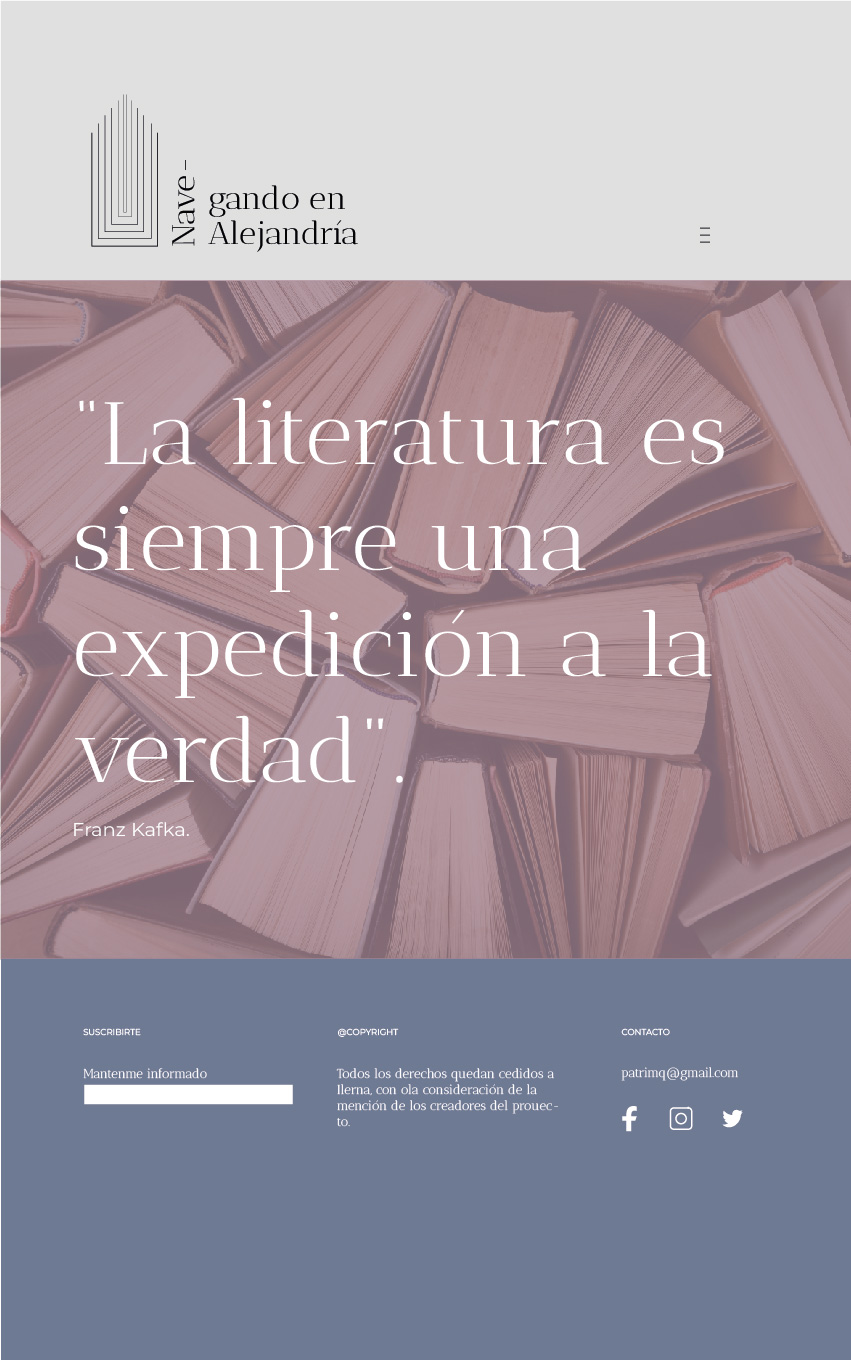 Nave-
gando en
Alejandría
"La literatura es
siempre una
expedición a la
verdad".
Franz Kafka.
SUSCRIBIRTE
Mantenme informado
@COPYRIGHT
Todos los derechos quedan cedidos a
Ilerna, con ola consideración de la
mención de los creadores del prouec-
to.
CONTACTO
patrimq@gmail.com